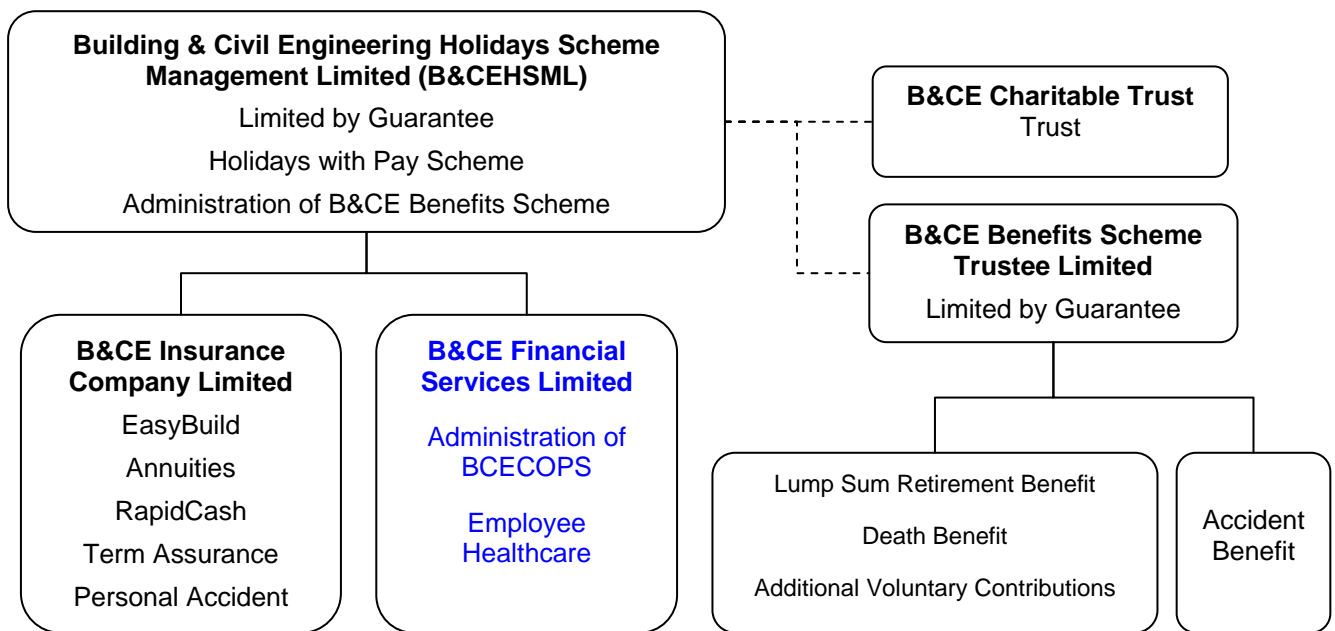 Building & Civil Engineering Holidays Scheme
Management Limited (B&CEHSML)
Limited by Guarantee
Holidays with Pay Scheme
Administration of B&CE Benefits Scheme
B&CE Charitable Trust
Trust
B&CE Benefits Scheme
Trustee Limited
Limited by Guarantee
B&CE Insurance
Company Limited
EasyBuild
Annuities
RapidCash
Term Assurance
Personal Accident
B&CE Financial
Services Limited
Administration of
BCECOPS
Employee
Healthcare
Lump Sum Retirement Benefit
Death Benefit
Additional Voluntary Contributions
Accident
Benefit